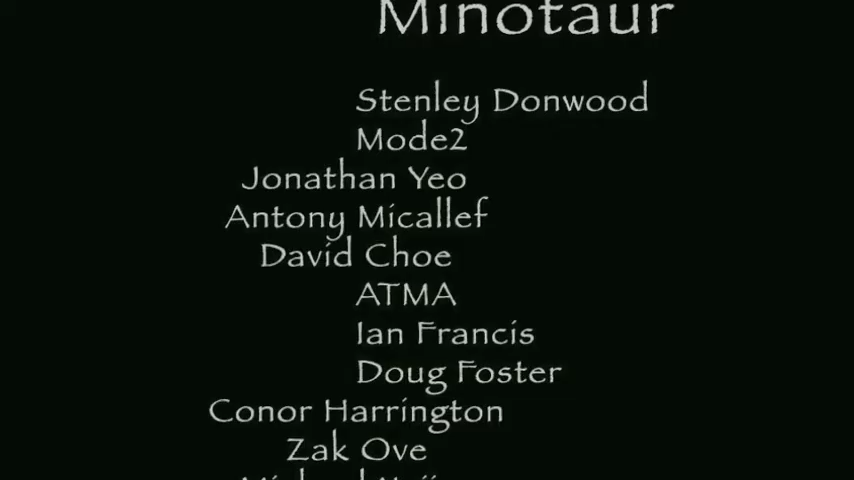 Minotaur
Stenley Donwood
Mode2
Jonathan Yeo
Antony Micallef
David Choe
ATMA
Ian Francis
Doug Foster
Conor Harrington
Zak Ove